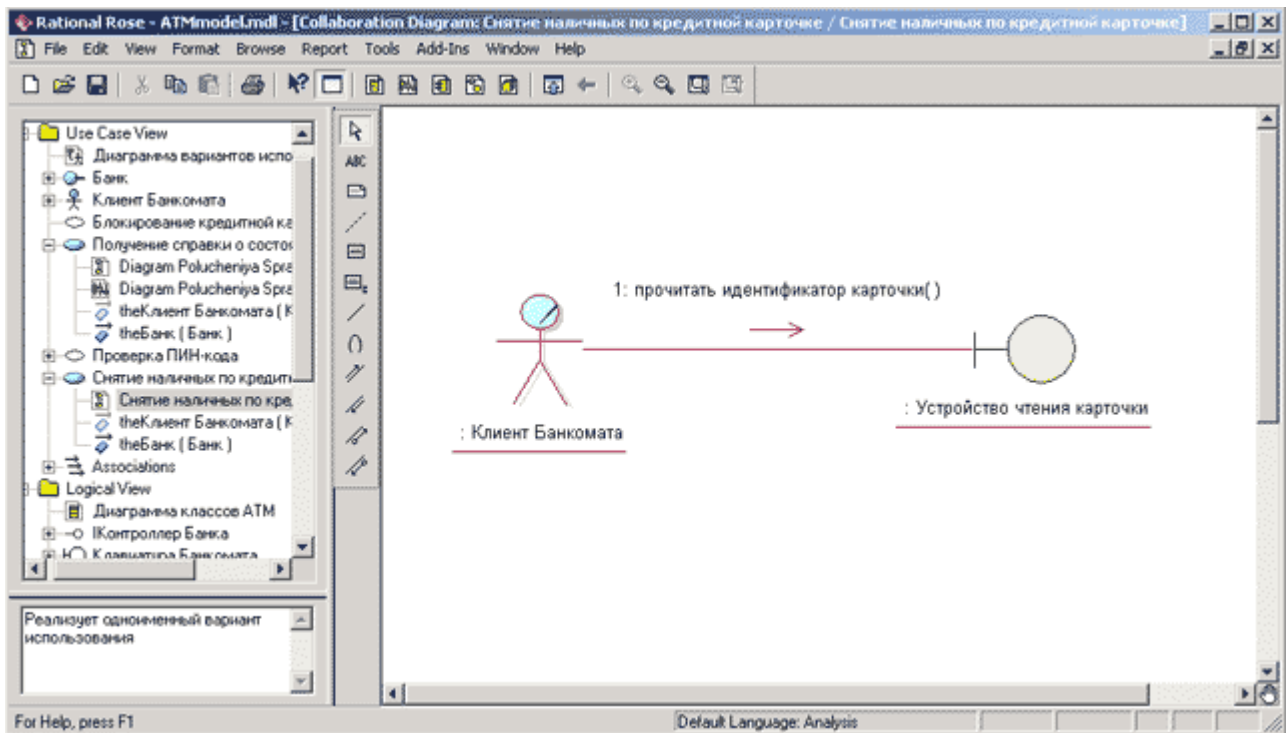 Rational Rose - ATMmodel.mdl - [Collaboration Diagram: Снятие наличных по кредитной карточке / Снятие наличных по кредитной карточке]
File Edit View Format Browse Report Tools Add-Ins Window Help
Use Case View
Диаграмма вариантов испо
Банк
Клиент Банкомата
Блокирование кредитной ка
Получение справки о состо
Diagram Polucheniya Spra
Diagram Polucheniya Spra
theКлиент Банкомата ( К
theБанк ( Банк )
Проверка ПИН-кода
Снятие наличных по кредит
Снятие наличных по кре
theКлиент Банкомата ( К
theБанк ( Банк )
Associations
Logical View
Диаграмма классов АТМ
IКонтроллер Банка
Клавиатура Банкомата
ABC
1: прочитать идентификатор карточки( )
: Устройство чтения карточки
: Клиент Банкомата
Реализует одноименный вариант
использования
For Help, press F1
Default Language: Analysis